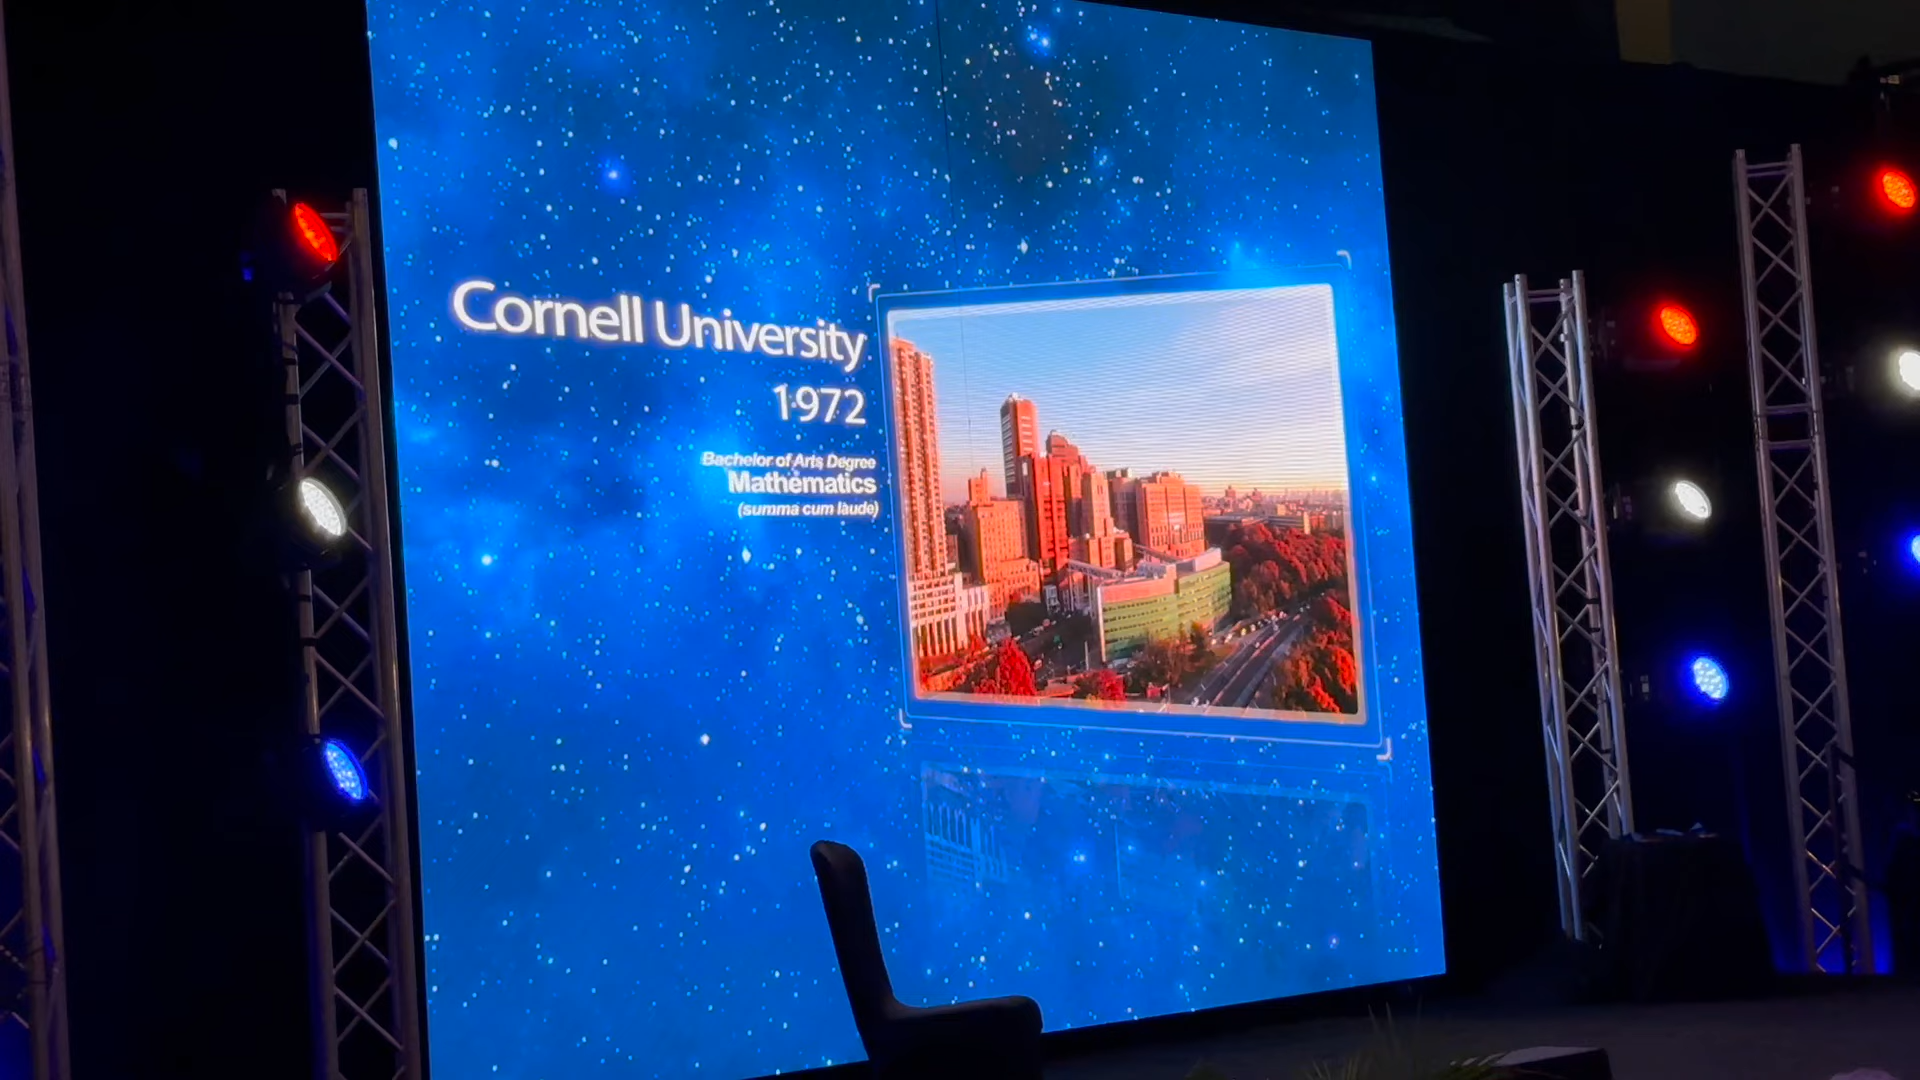 Cornell University
1972
Bachelor of Arts Degree
Mathematics
(summa cum laude)